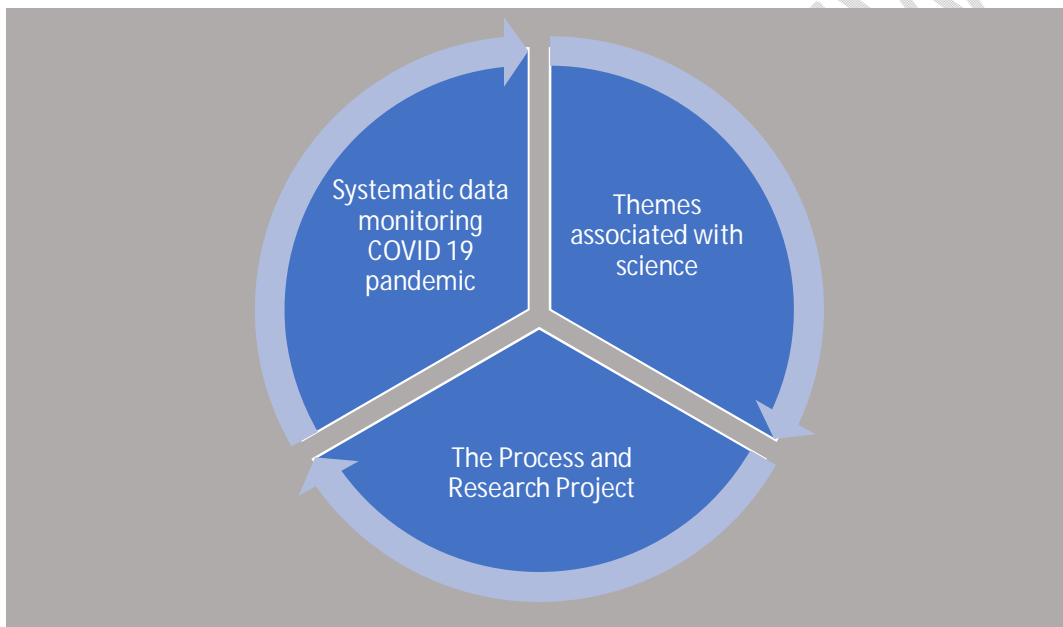 Systematic data
monitoring
COVID 19
pandemic
Themes
associated with
science
The Process and
Research Project